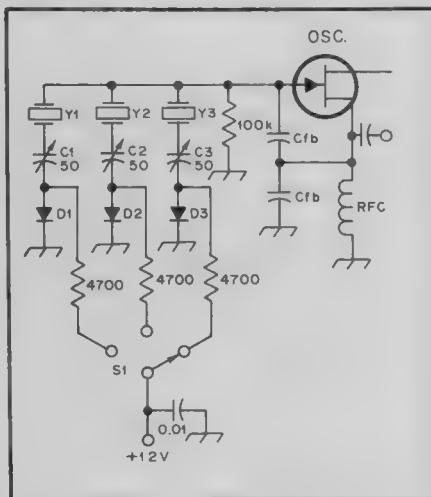 OSC.
Y1 Y2 Y3
100k
Cfb
C1
50
C2
50
C3
50
Cfb
D1 D2 D3
RFC
4700 4700 4700
S1
0.01
+12V